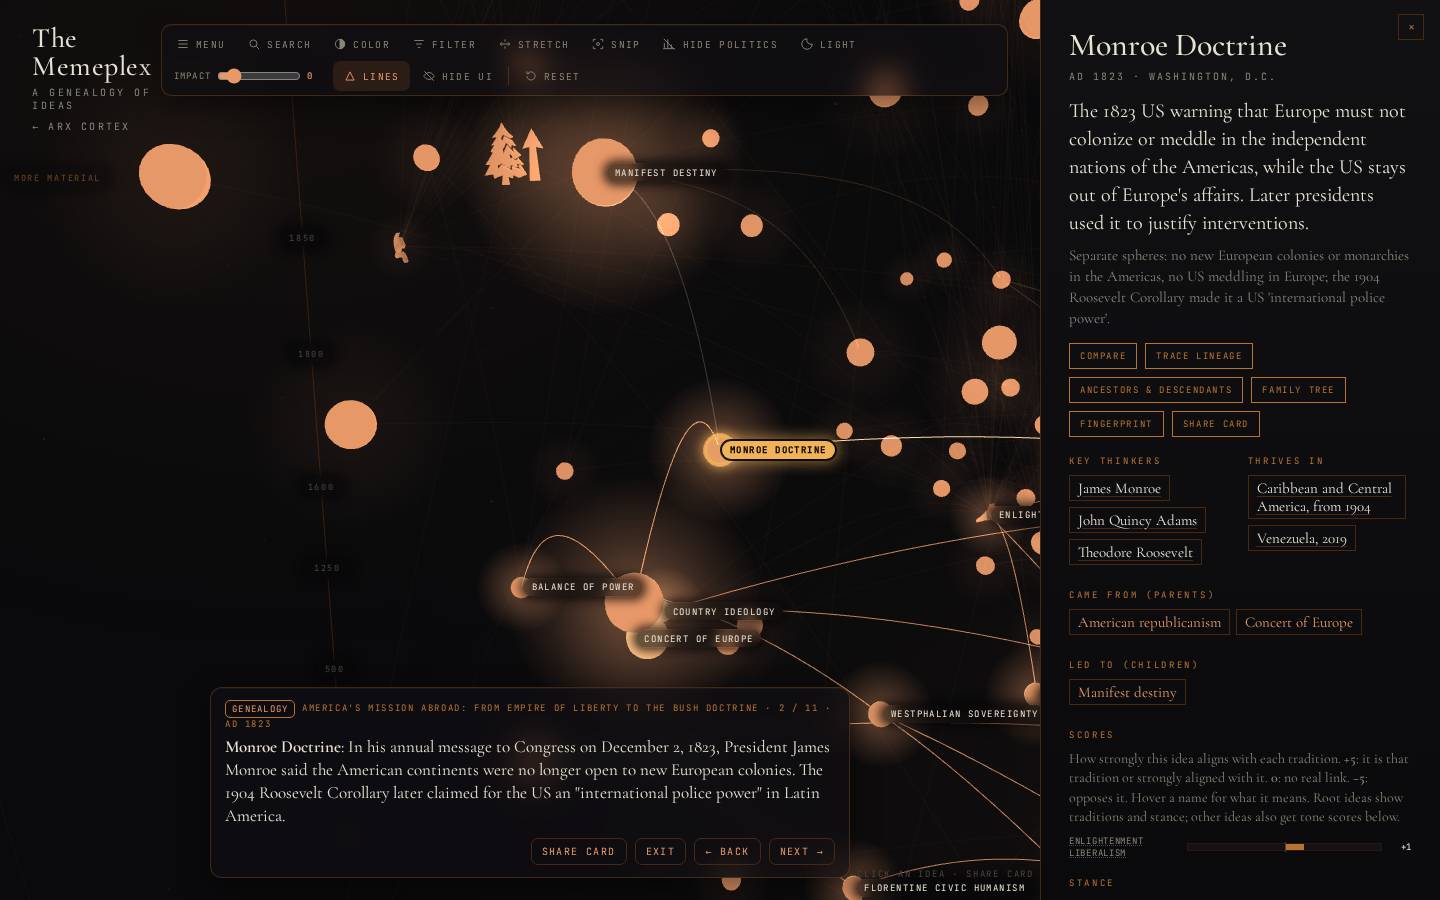 The
Memeplex
A GENEALOGY OF
IDEAS
← ARX CORTEX
MENU
SEARCH
COLOR
FILTER
STRETCH
SNIP
HIDE POLITICS
LIGHT
IMPACT
0
LINES
HIDE UI
RESET
MORE MATERIAL
1850
1800
1600
1250
500
MANIFEST DESTINY
MONROE DOCTRINE
ENLIGHT
BALANCE OF POWER
COUNTRY IDEOLOGY
CONCERT OF EUROPE
WESTPHALIAN SOVEREIGNTY
CLICK AN IDEA · SHARE CARD
FLORENTINE CIVIC HUMANISM
GENEALOGY AMERICA'S MISSION ABROAD: FROM EMPIRE OF LIBERTY TO THE BUSH DOCTRINE · 2 / 11 ·
AD 1823
Monroe Doctrine: In his annual message to Congress on December 2, 1823, President James
Monroe said the American continents were no longer open to new European colonies. The
1904 Roosevelt Corollary later claimed for the US an "international police power" in Latin
America.
SHARE CARD
EXIT
← BACK
NEXT →
×
Monroe Doctrine
AD 1823 · WASHINGTON, D.C.
The 1823 US warning that Europe must not
colonize or meddle in the independent
nations of the Americas, while the US stays
out of Europe's affairs. Later presidents
used it to justify interventions.
Separate spheres: no new European colonies or monarchies
in the Americas, no US meddling in Europe; the 1904
Roosevelt Corollary made it a US 'international police
power'.
COMPARE
TRACE LINEAGE
ANCESTORS & DESCENDANTS
FAMILY TREE
FINGERPRINT
SHARE CARD
KEY THINKERS
James Monroe
John Quincy Adams
Theodore Roosevelt
THRIVES IN
Caribbean and Central
America, from 1904
Venezuela, 2019
CAME FROM (PARENTS)
American republicanism
Concert of Europe
LED TO (CHILDREN)
Manifest destiny
SCORES
How strongly this idea aligns with each tradition. +5: it is that
tradition or strongly aligned with it. 0: no real link. −5:
opposes it. Hover a name for what it means. Root ideas show
traditions and stance; other ideas also get tone scores below.
ENLIGHTENMENT
LIBERALISM
+1
STANCE